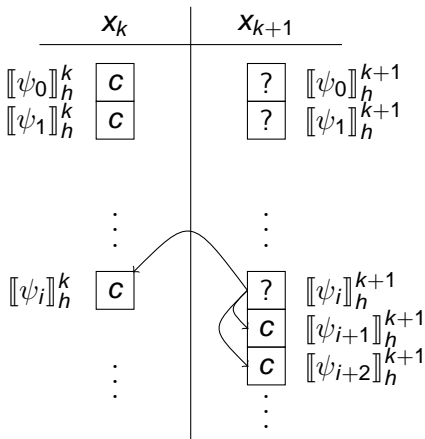 x_k x_{k+1}
⟦ψ_0⟧_h^k c ? ⟦ψ_0⟧_h^{k+1}
⟦ψ_1⟧_h^k c ? ⟦ψ_1⟧_h^{k+1}
⋮ ⋮
⟦ψ_i⟧_h^k c ? ⟦ψ_i⟧_h^{k+1}
c ⟦ψ_{i+1}⟧_h^{k+1}
c ⟦ψ_{i+2}⟧_h^{k+1}
⋮ ⋮